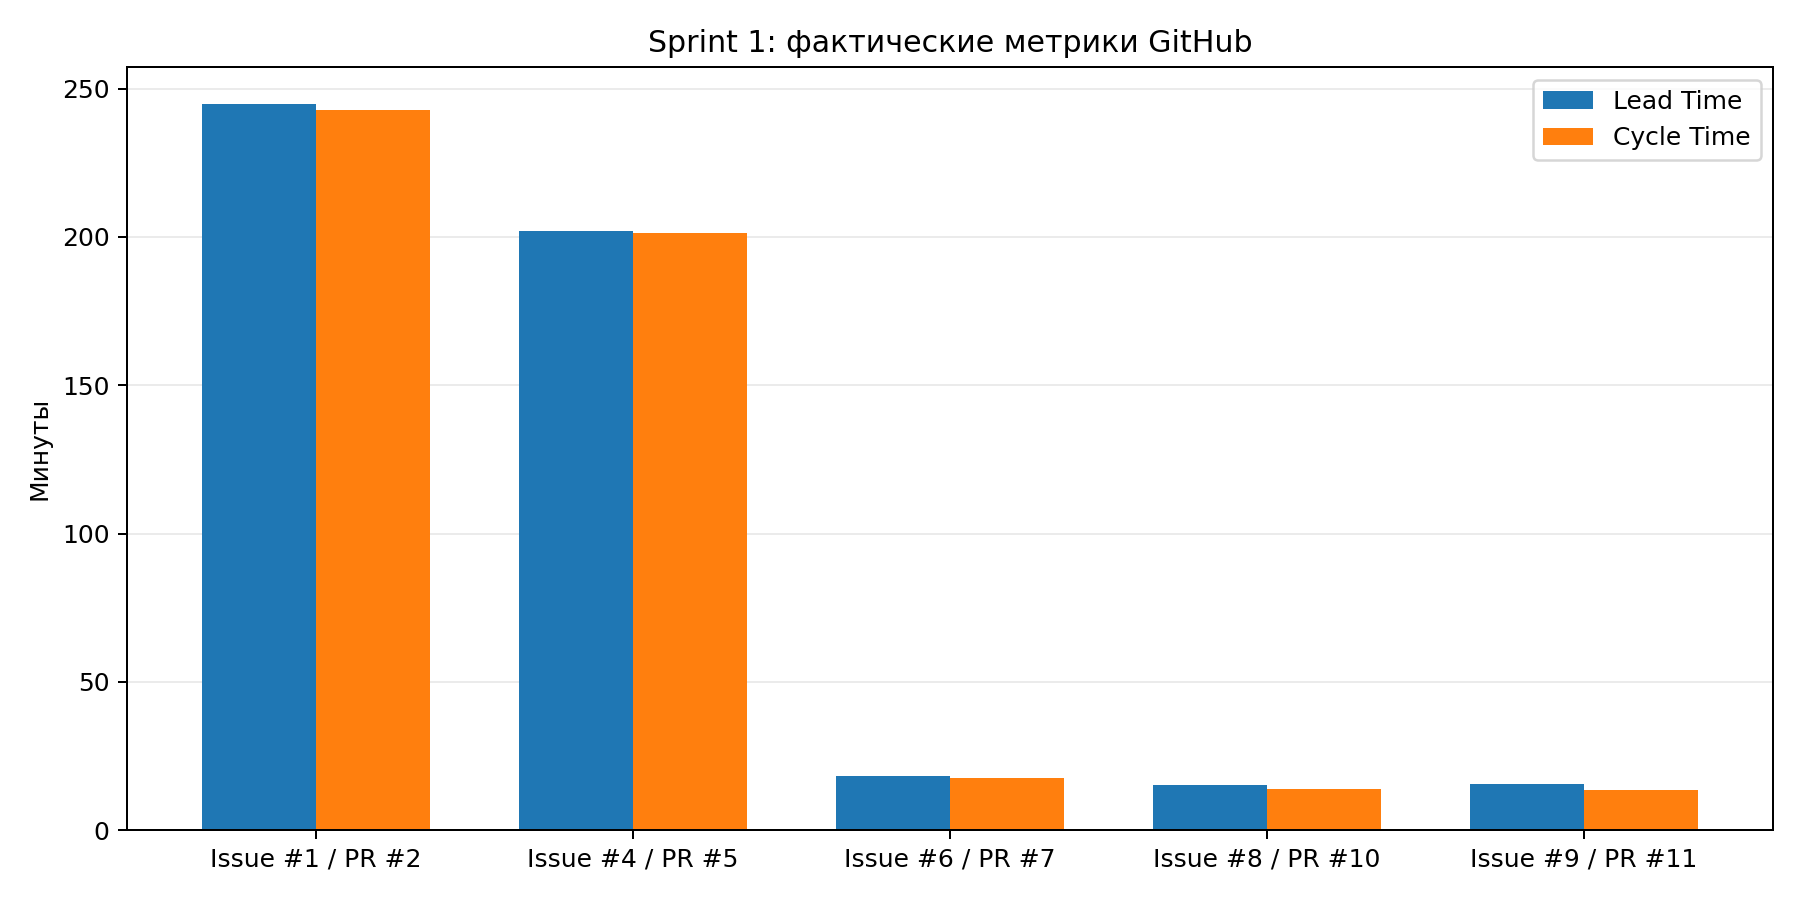 Sprint 1: фактические метрики GitHub
Lead Time
Cycle Time
Минуты
250
200
150
100
50
0
Issue #1 / PR #2
Issue #4 / PR #5
Issue #6 / PR #7
Issue #8 / PR #10
Issue #9 / PR #11